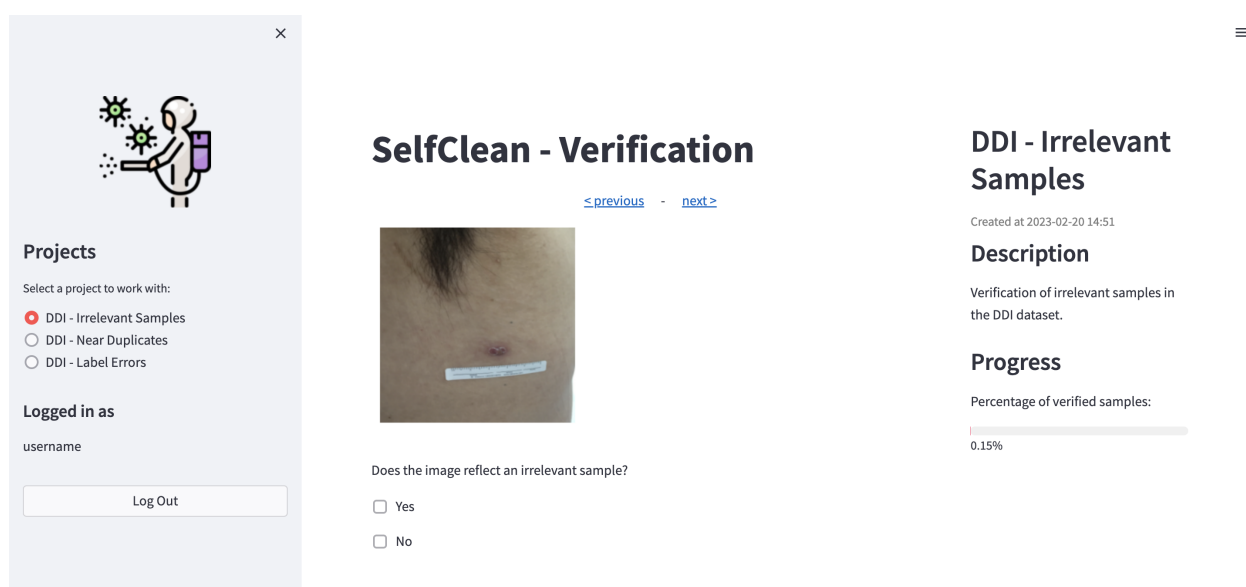 Projects
Select a project to work with:
DDI - Irrelevant Samples
DDI - Near Duplicates
DDI - Label Errors
Logged in as
username
Log Out
SelfClean - Verification
< previous - next >
Does the image reflect an irrelevant sample?
Yes
No
DDI - Irrelevant
Samples
Created at 2023-02-20 14:51
Description
Verification of irrelevant samples in
the DDI dataset.
Progress
Percentage of verified samples:
0.15%